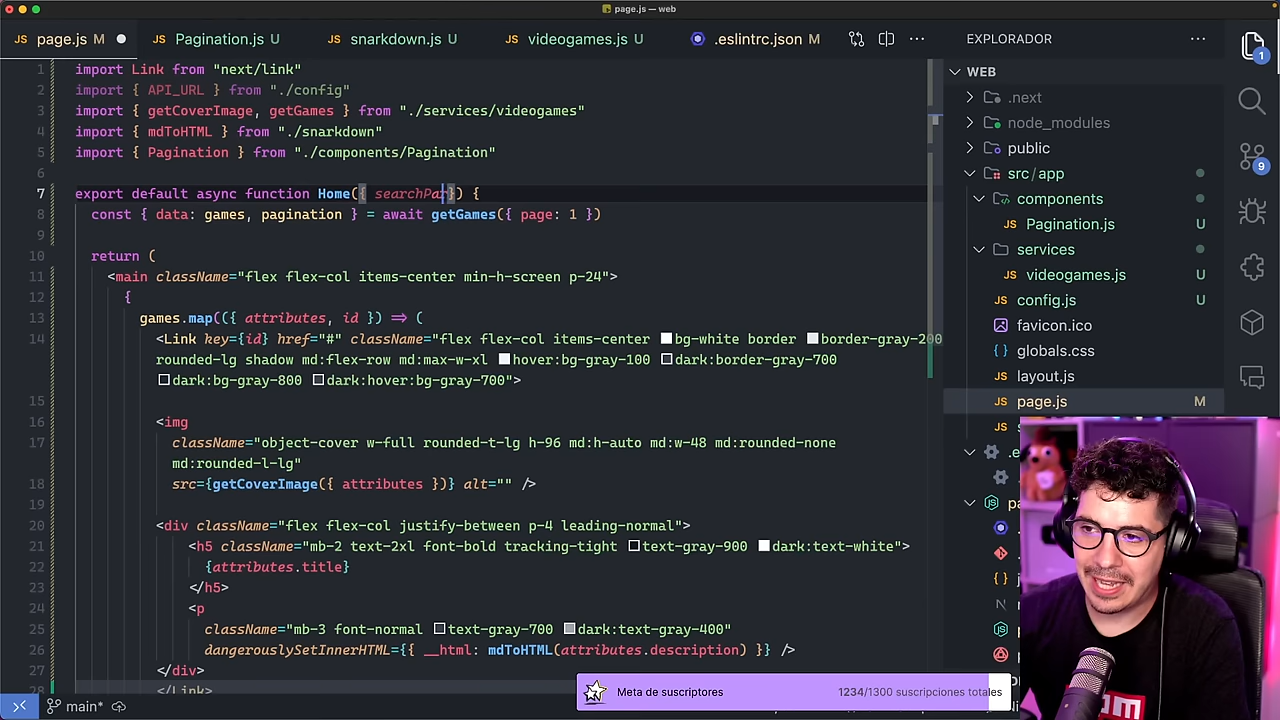 page.js — web
page.js M
Pagination.js U
snarkdown.js U
videogames.js U
.eslintrc.json M
EXPLORADOR
1 import Link from "next/link"
2 import { API_URL } from "./config"
3 import { getCoverImage, getGames } from "./services/videogames"
4 import { mdToHTML } from "./snarkdown"
5 import { Pagination } from "./components/Pagination"
6
7 export default async function Home({ searchPar}) {
8 const { data: games, pagination } = await getGames({ page: 1 })
9
10 return (
11 <main className="flex flex-col items-center min-h-screen p-24">
12 {
13 games.map(({ attributes, id }) => (
14 <Link key={id} href="#" className="flex flex-col items-center bg-white border border-gray-200
rounded-lg shadow md:flex-row md:max-w-xl hover:bg-gray-100 dark:border-gray-700
dark:bg-gray-800 dark:hover:bg-gray-700">
15
16 <img
17 className="object-cover w-full rounded-t-lg h-96 md:h-auto md:w-48 md:rounded-none
md:rounded-l-lg"
18 src={getCoverImage({ attributes })} alt="" />
19
20 <div className="flex flex-col justify-between p-4 leading-normal">
21 <h5 className="mb-2 text-2xl font-bold tracking-tight text-gray-900 dark:text-white">
22 {attributes.title}
23 </h5>
24 <p
25 className="mb-3 font-normal text-gray-700 dark:text-gray-400"
26 dangerouslySetInnerHTML={{ __html: mdToHTML(attributes.description) }} />
27 </div>
28 </Link>
WEB
.next
node_modules
public
src/app
components
Pagination.js U
services
videogames.js U
config.js U
favicon.ico
globals.css
layout.js
page.js M
1
9
Meta de suscriptores
1234/1300 suscripciones totales
main*